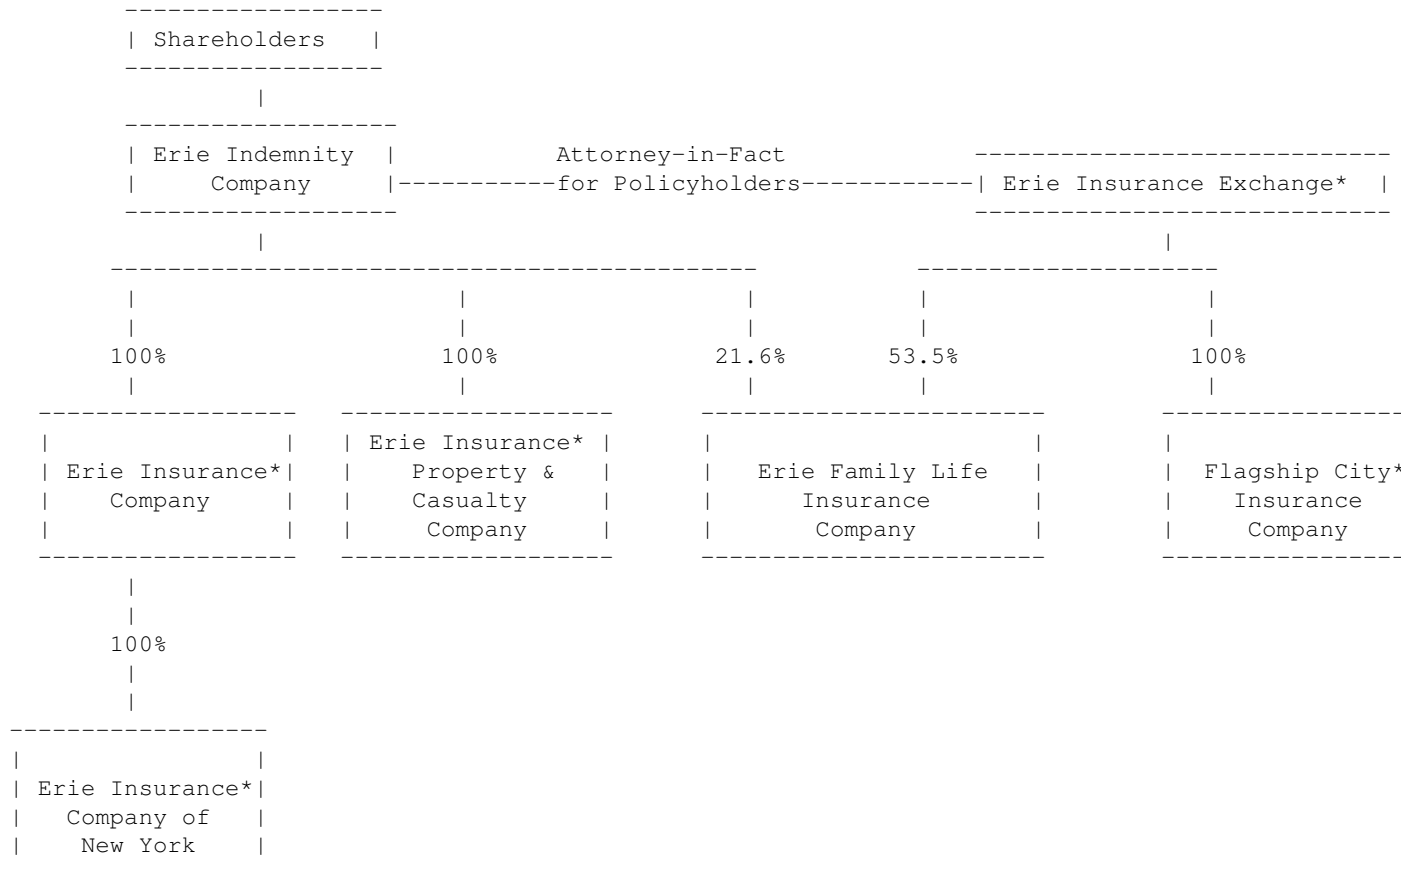 Shareholders
Erie Indemnity Attorney-in-Fact
Company for Policyholders Erie Insurance Exchange*
100% 100% 21.6% 53.5% 100%
Erie Insurance*
Erie Insurance* Property & Erie Family Life Flagship City*
Company Casualty Insurance Insurance
Company Company Company
100%
Erie Insurance*
Company of
New York